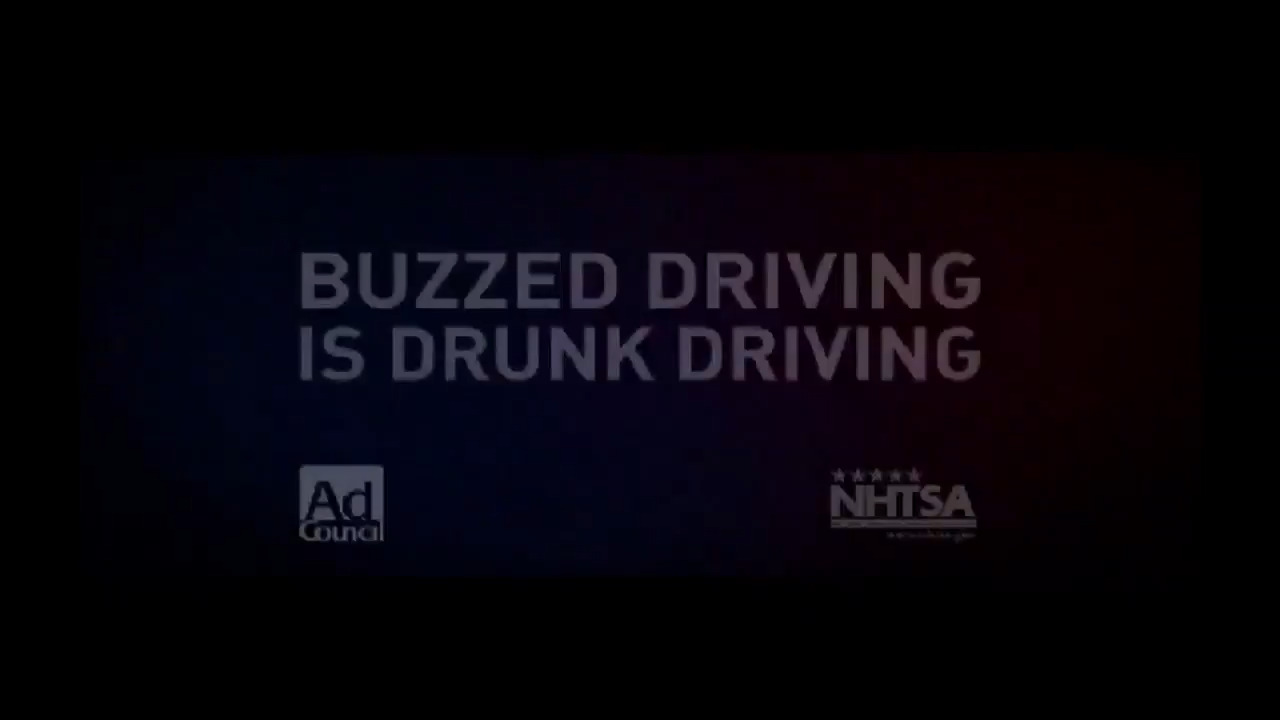 BUZZED DRIVING
IS DRUNK DRIVING
Ad
Council
NHTSA